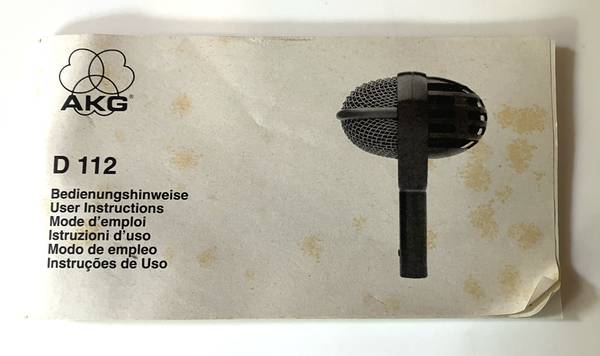 AKG®
D 112
Bedienungshinweise
User Instructions
Mode d'emploi
Istruzioni d'uso
Modo de empleo
Instruções de Uso